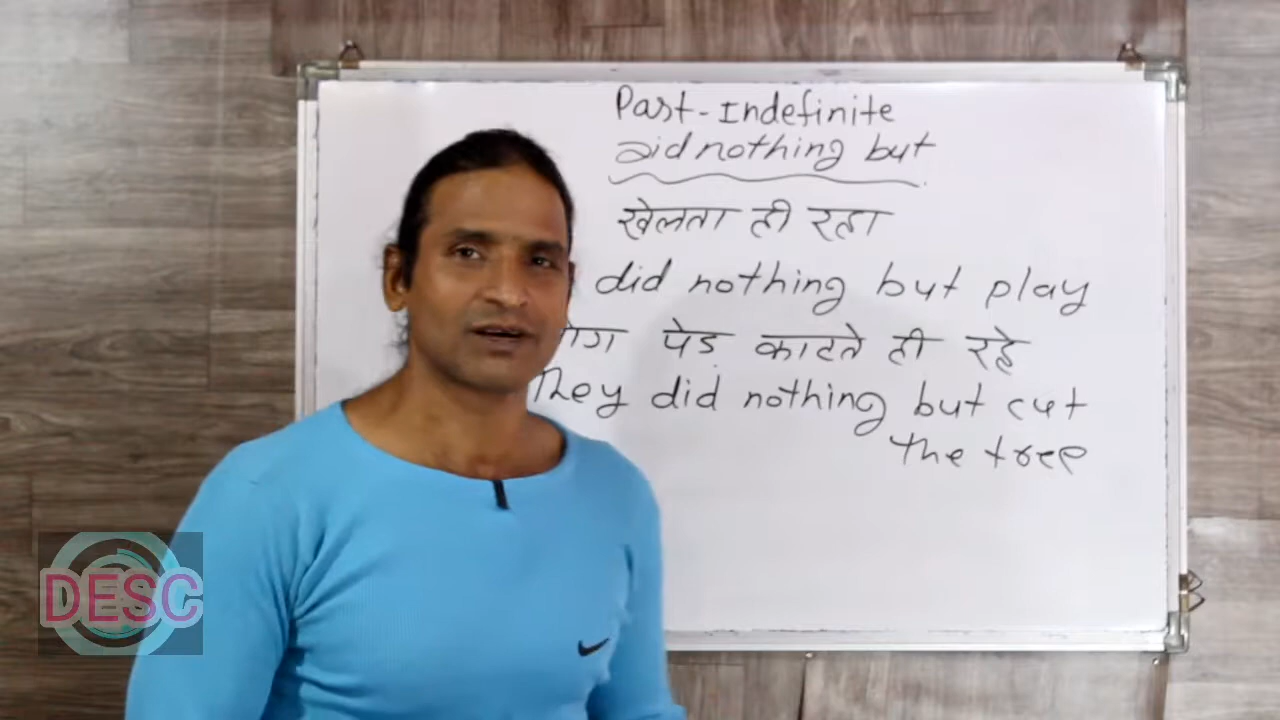 Past-Indefinite
did nothing but
खेलता ही रहा
did nothing but play
पेड़ काटते ही रहे
They did nothing but cut
the tree
DESC